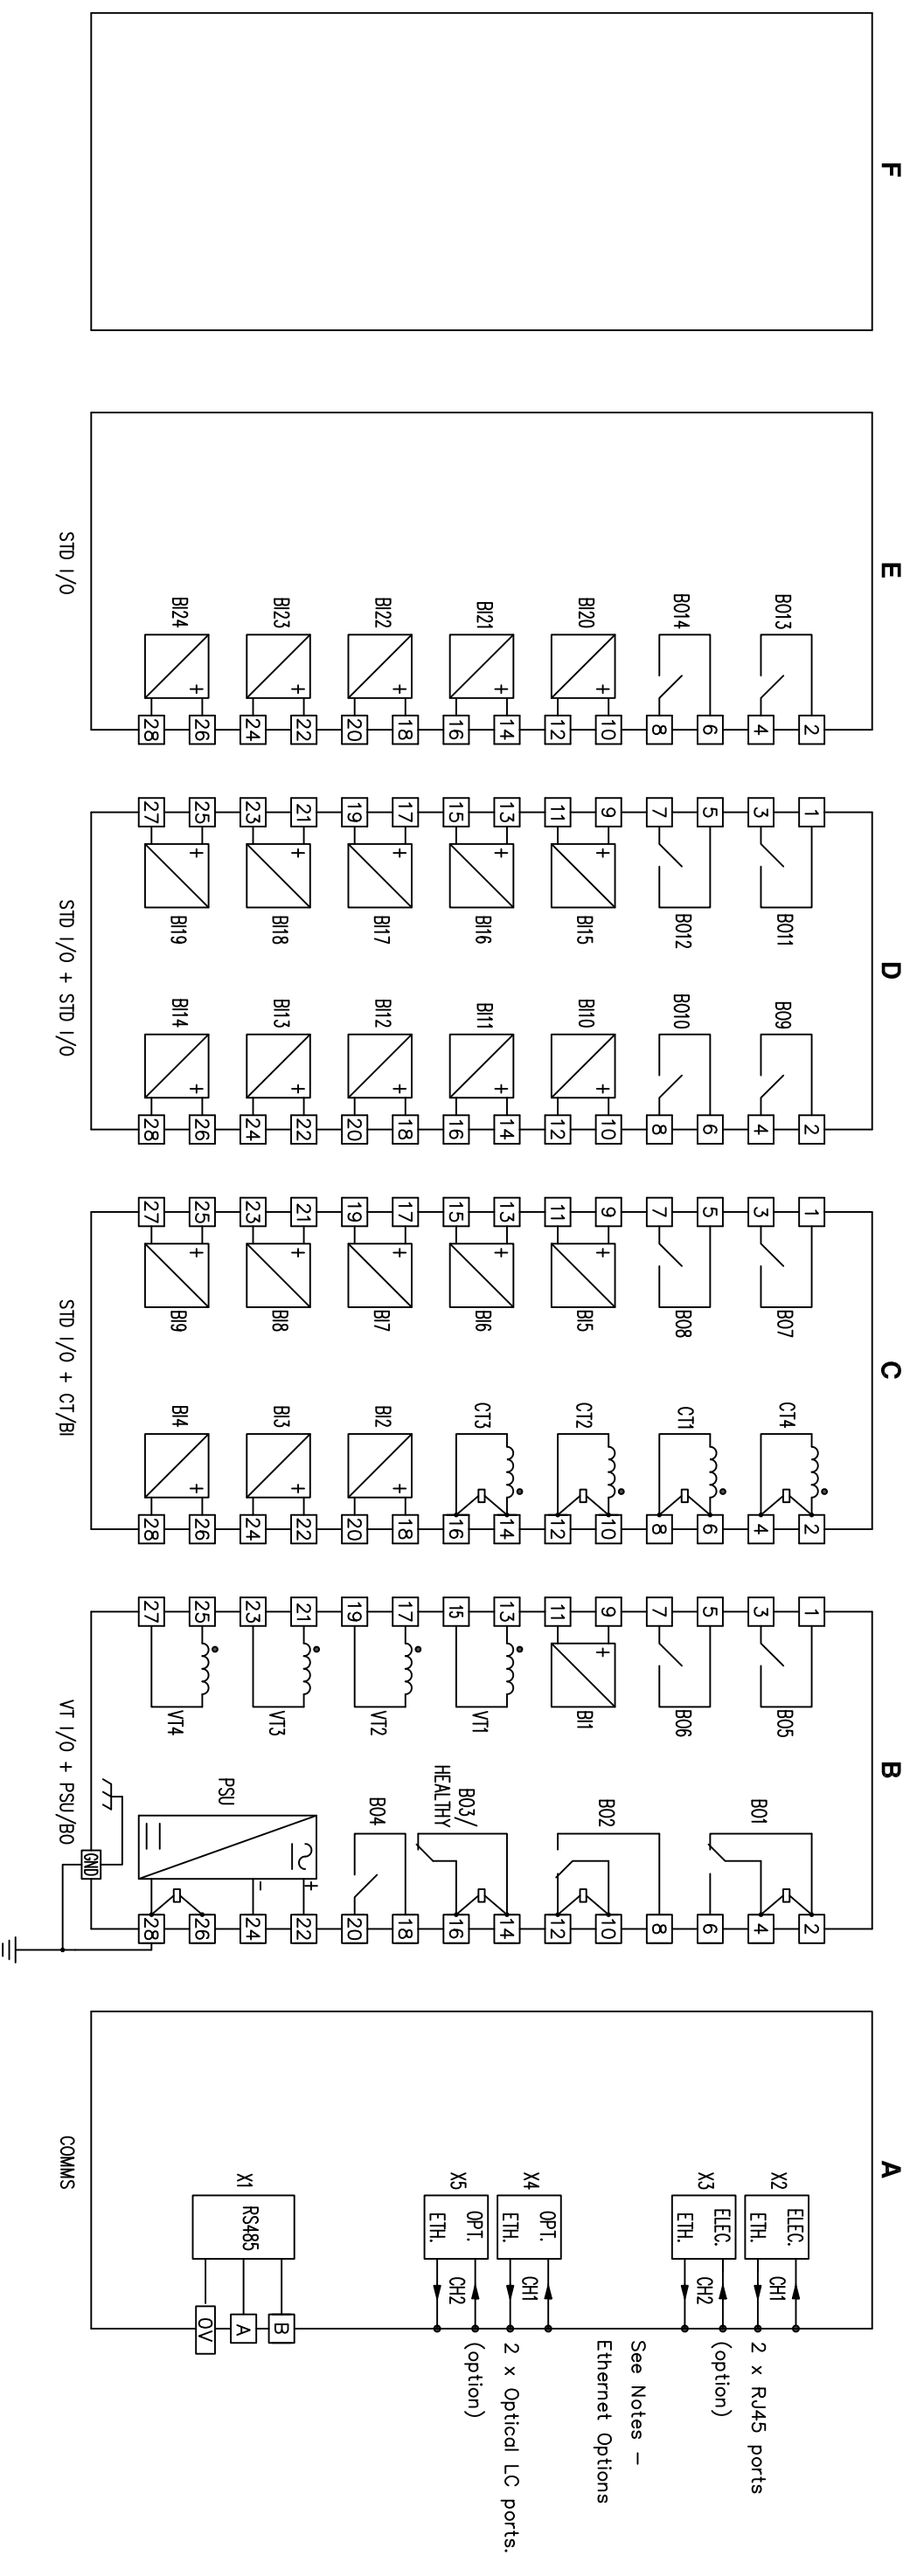 F
E
BO13
BO14
BI20
BI21
BI22
BI23
BI24
+ + + + +
2 4 6 8 10 12 14 16 18 20 22 24 26 28
STD I/O
D
1 3 5 7 9 11 13 15 17 19 21 23 25 27
+ + + + +
BO11
BO12
BI15
BI16
BI17
BI18
BI19
BO9
BO10
BI10
BI11
BI12
BI13
BI14
+ + + + +
2 4 6 8 10 12 14 16 18 20 22 24 26 28
STD I/O + STD I/O
C
1 3 5 7 9 11 13 15 17 19 21 23 25 27
+ + + + +
BO7
BO8
BI5
BI6
BI7
BI8
BI9
CT4
CT1
CT2
CT3
BI2
BI3
BI4
+ + +
2 4 6 8 10 12 14 16 18 20 22 24 26 28
STD I/O + CT/BI
B
1 3 5 7 9 11 13 15 17 19 21 23 25 27
+
BO5
BO6
BI1
VT1
VT2
VT3
VT4
BO1
BO2
BO3/
HEALTHY
BO4
PSU
+ -
GND
2 4 6 8 10 12 14 16 18 20 22 24 26 28
VT I/O + PSU/BO
A
X2
ELEC.
ETH.
CH1
X3
ELEC.
ETH.
CH2
2 x RJ45 ports
(option)
See Notes -
Ethernet Options
X4
OPT.
ETH.
CH1
X5
OPT.
ETH.
CH2
2 x Optical LC ports.
(option)
X1
RS485
B
A
0V
COMMS